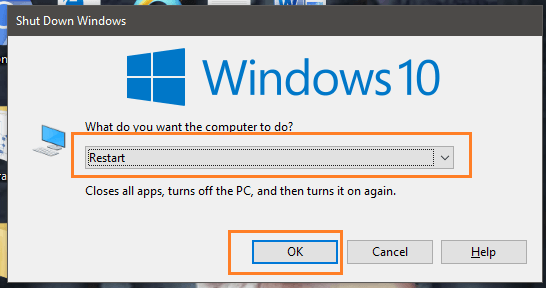 Shut Down Windows
Windows 10
What do you want the computer to do?
Restart
Closes all apps, turns off the PC, and then turns it on again.
OK
Cancel
Help